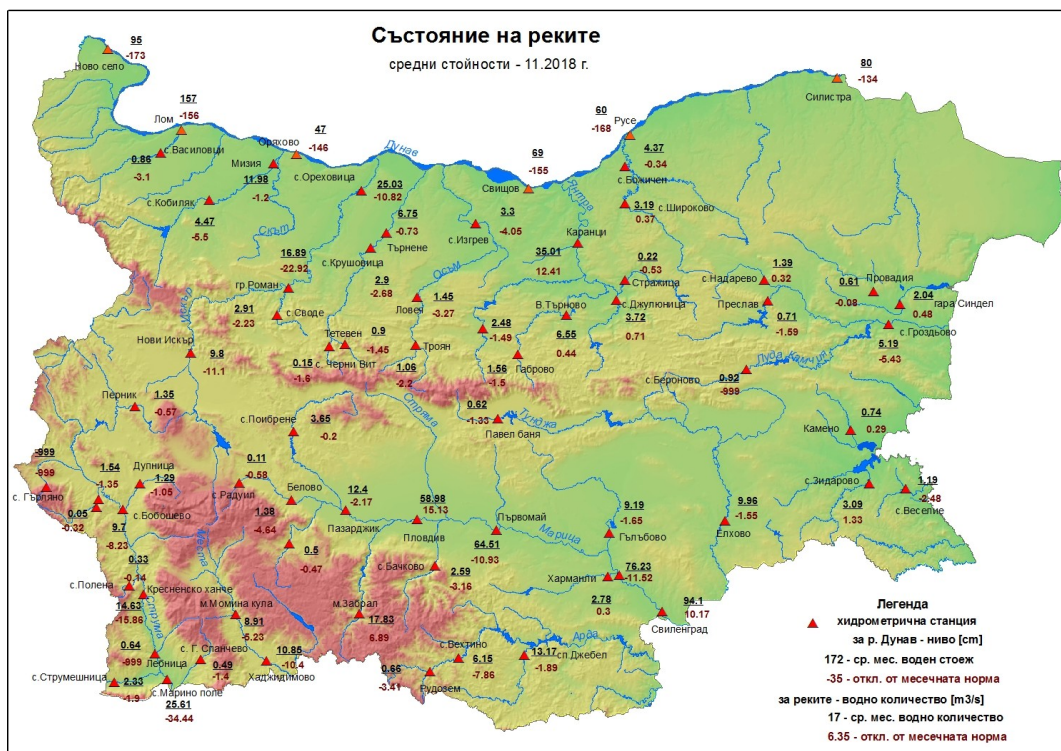 Състояние на реките
средни стойности - 11.2018 г.
95
-173
Ново село
80
-134
Силистра
157
-156
Лом
60
-168
Русе
47
-146
Оряхово
Дунав
69
-155
Свищов
с.Василовци
0.86
-3.1
Мизия
11.98
-1.2
с.Ореховица
25.03
-10.82
4.37
-0.34
с.Божичен
Янтра
3.19
0.37
с.Широково
с.Кобиляк
4.47
-5.5
Скът
6.75
-0.73
Търнене
3.3
-4.05
с.Изгрев
Каранци
35.01
12.41
16.89
-22.92
гр.Роман
с.Крушовица
2.9
-2.68
Осъм
0.22
-0.53
Стражица
с.Надарево
1.39
0.32
Провадия
0.61
-0.08
2.04
0.48
гара Синдел
2.91
-2.23
с.Своде
Ловеч
1.45
-3.27
В.Търново
6.55
0.44
с.Джулюница
3.72
0.71
Преслав
0.71
-1.59
с.Гроздьово
5.19
-5.43
Искър
Нови Искър
9.8
-11.1
Тетевен
0.9
-1.45
0.15
-1.6
с. Черни Вит
Троян
1.06
-2.2
2.48
-1.49
Габрово
1.56
-1.5
Луда Камчия
с.Бероново
0.92
-999
Перник
1.35
-0.57
с.Поибрене
3.65
-0.2
Стряма
0.62
-1.33
Павел баня
Тунджа
0.74
0.29
Камено
-999
-999
с. Гърляно
1.54
-1.35
Дупница
1.29
-1.05
0.11
-0.58
с.Радуил
Белово
1.38
-4.64
12.4
-2.17
Пазарджик
58.98
15.13
Пловдив
Първомай
64.51
-10.93
Марица
9.19
-1.65
Гълъбово
9.96
-1.55
Елхово
с.Зидарово
3.09
1.33
1.19
-2.48
с.Веселие
0.05
-0.32
с.Бобошево
9.7
-8.23
0.5
-0.47
с.Бачково
2.59
-3.16
Харманли
76.23
-11.52
2.78
0.3
94.1
10.17
Свиленград
0.33
-0.14
с.Полена
Кресненско ханче
14.63
-15.86
Места
Струма
м.Момина кула
8.91
-5.23
м.Забрал
17.83
6.89
0.64
-999
Лебница
с. Г. Спанчево
0.49
-1.4
10.85
-10.4
Хаджидимово
с.Вехтино
6.15
-7.86
Арда
13.17
-1.89
сп.Джебел
0.66
-3.41
Рудозем
с.Струмешница
2.33
-1.9
с.Марино поле
25.61
-34.44
Легенда
хидрометрична станция
за р. Дунав - ниво [cm]
172 - ср. мес. воден стоеж
-35 - откл. от месечната норма
за реките - водно количество [m3/s]
17 - ср. мес. водно количество
6.35 - откл. от месечната норма